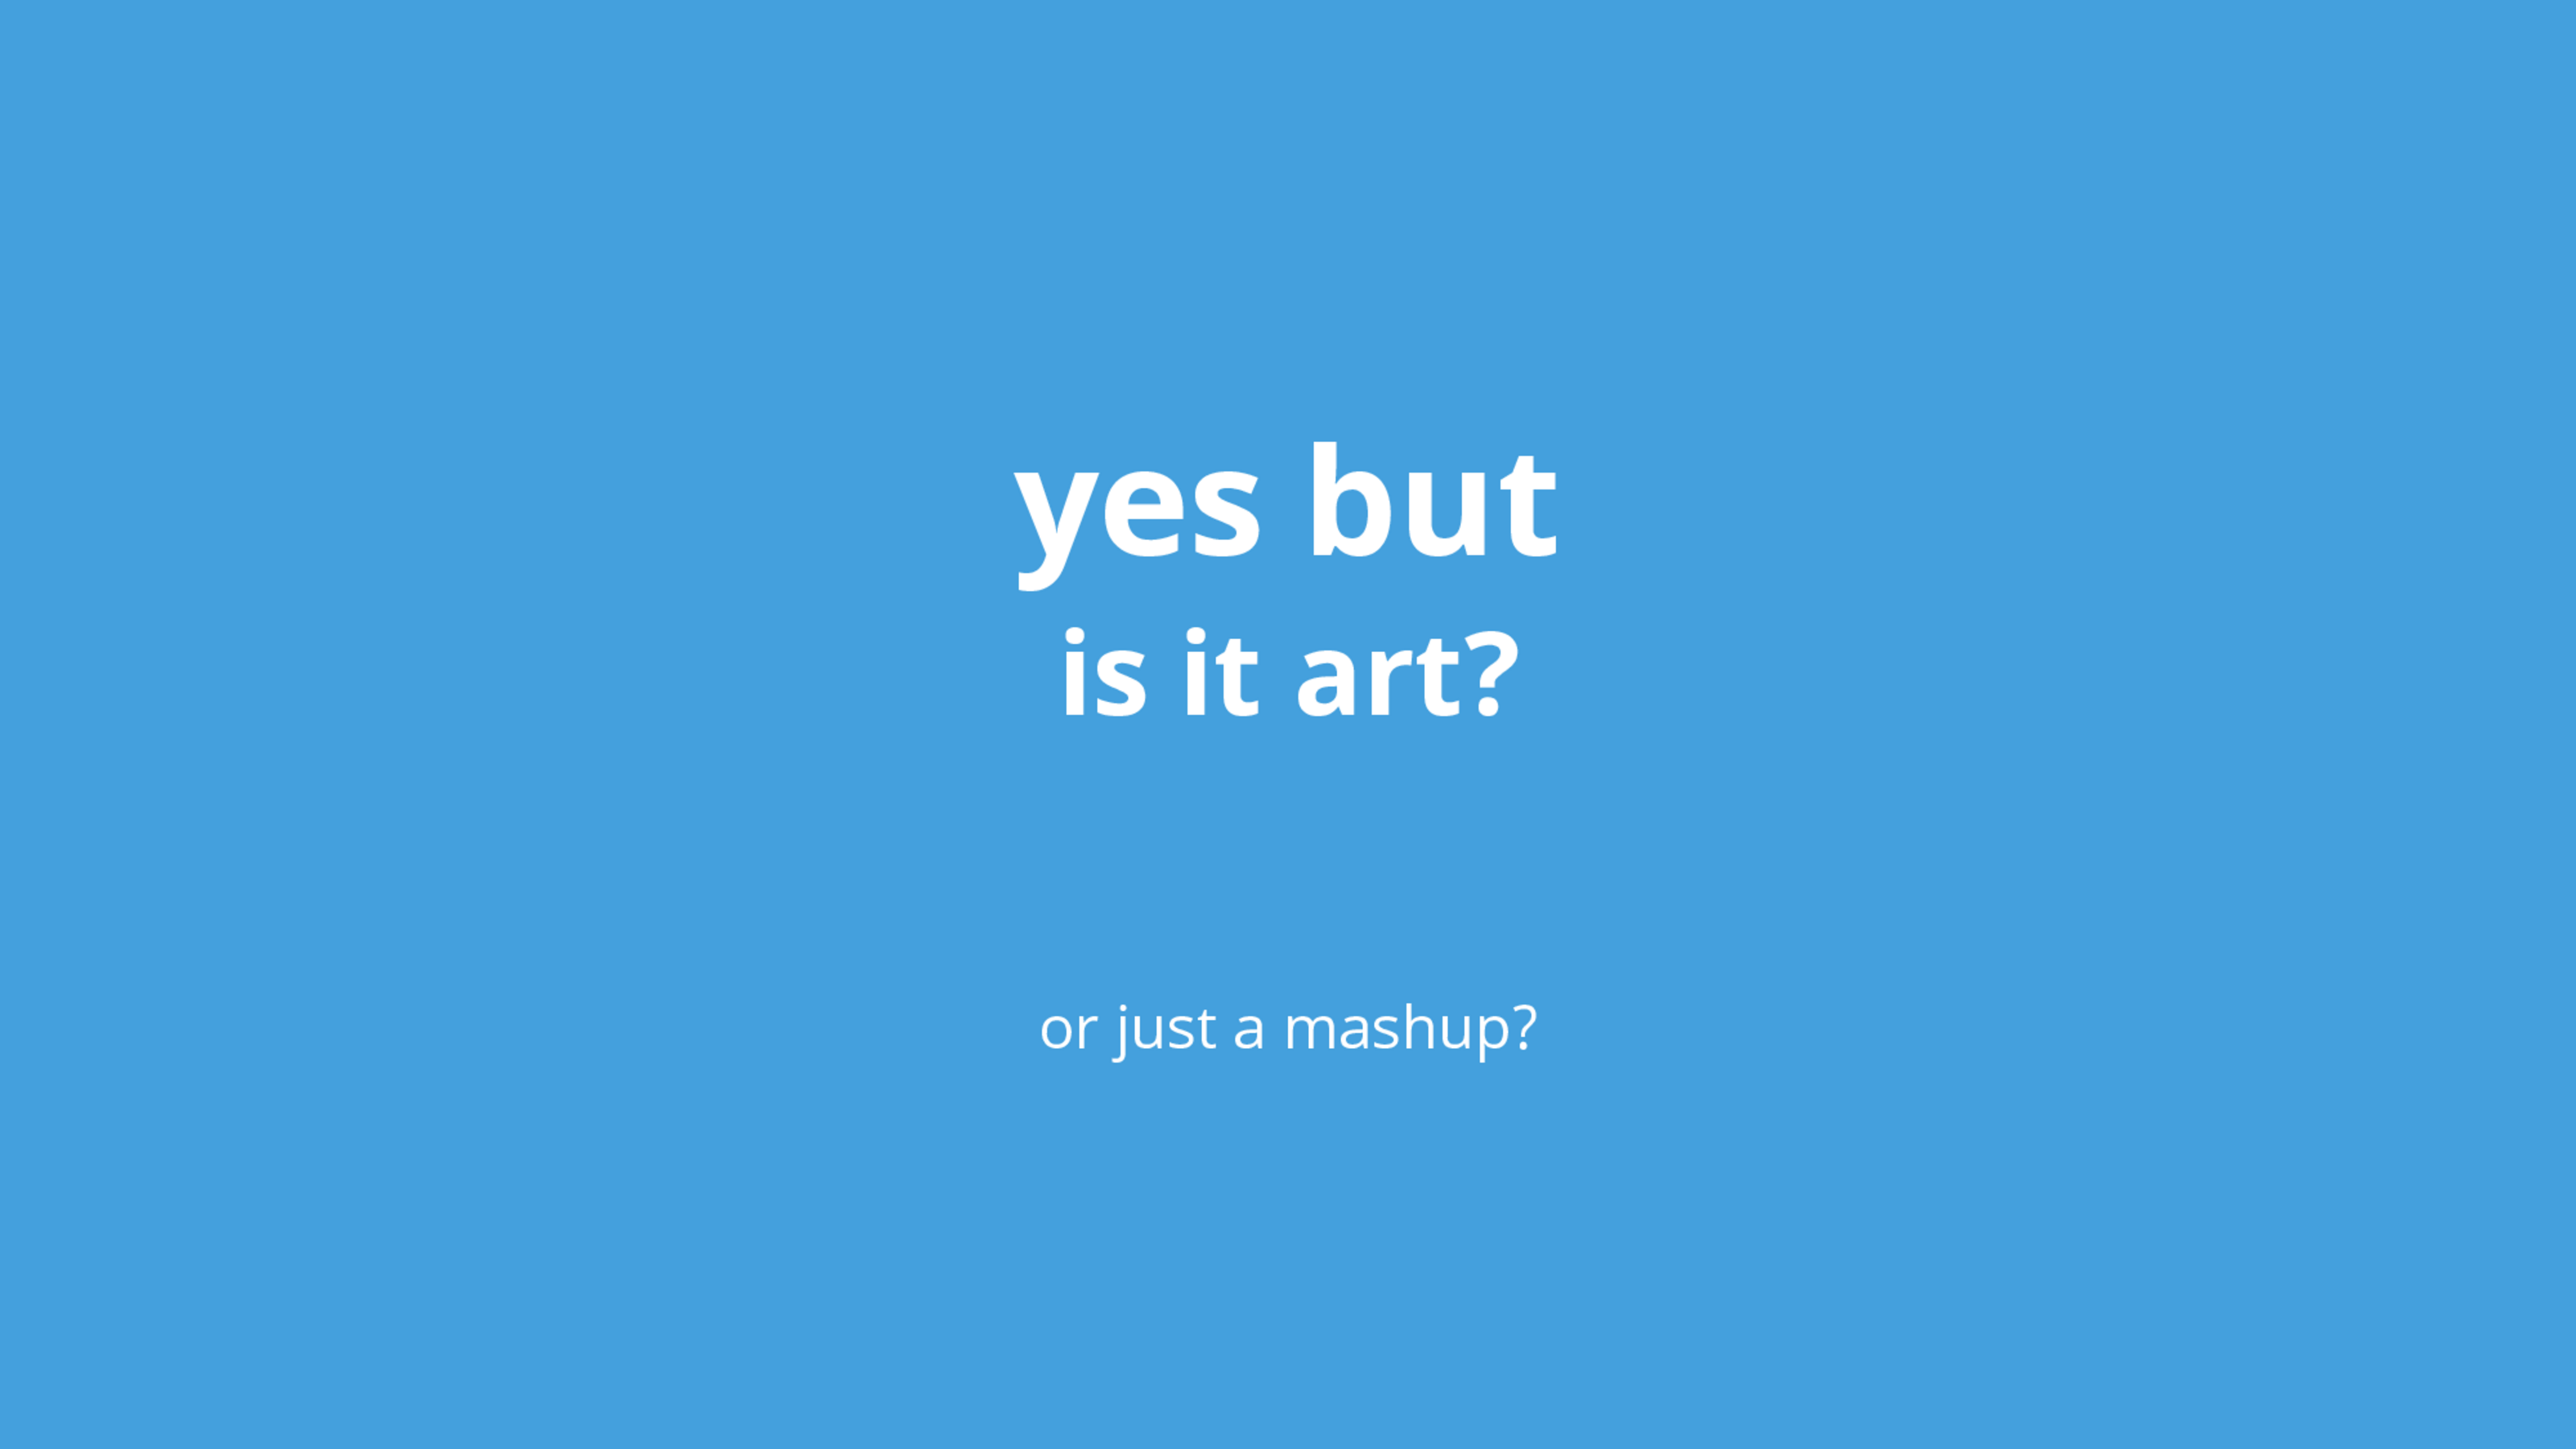 yes but
is it art?
or just a mashup?